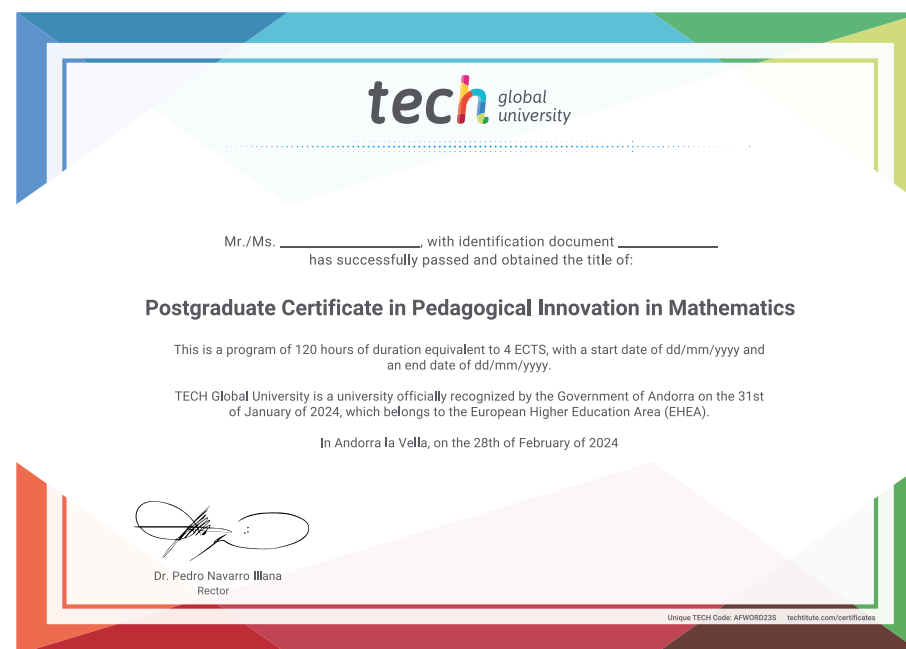 tech global
university
Mr./Ms. ____________, with identification document ____________
has successfully passed and obtained the title of:
Postgraduate Certificate in Pedagogical Innovation in Mathematics
This is a program of 120 hours of duration equivalent to 4 ECTS, with a start date of dd/mm/yyyy and
an end date of dd/mm/yyyy.
TECH Global University is a university officially recognized by the Government of Andorra on the 31st
of January of 2024, which belongs to the European Higher Education Area (EHEA).
In Andorra la Vella, on the 28th of February of 2024
Dr. Pedro Navarro Illana
Rector
Unique TECH Code: AFWORD23S techtitute.com/certificates